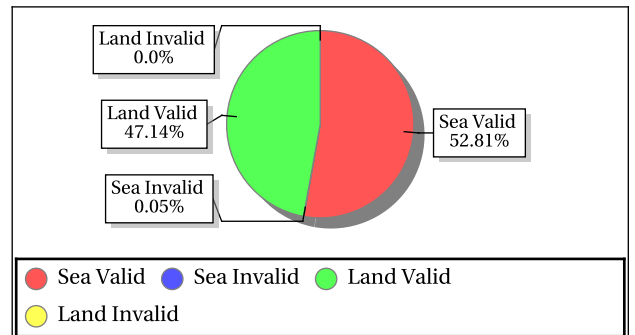 Land Invalid
0.0%
Land Valid
47.14%
Sea Valid
52.81%
Sea Invalid
0.05%
Sea Valid Sea Invalid Land Valid
Land Invalid